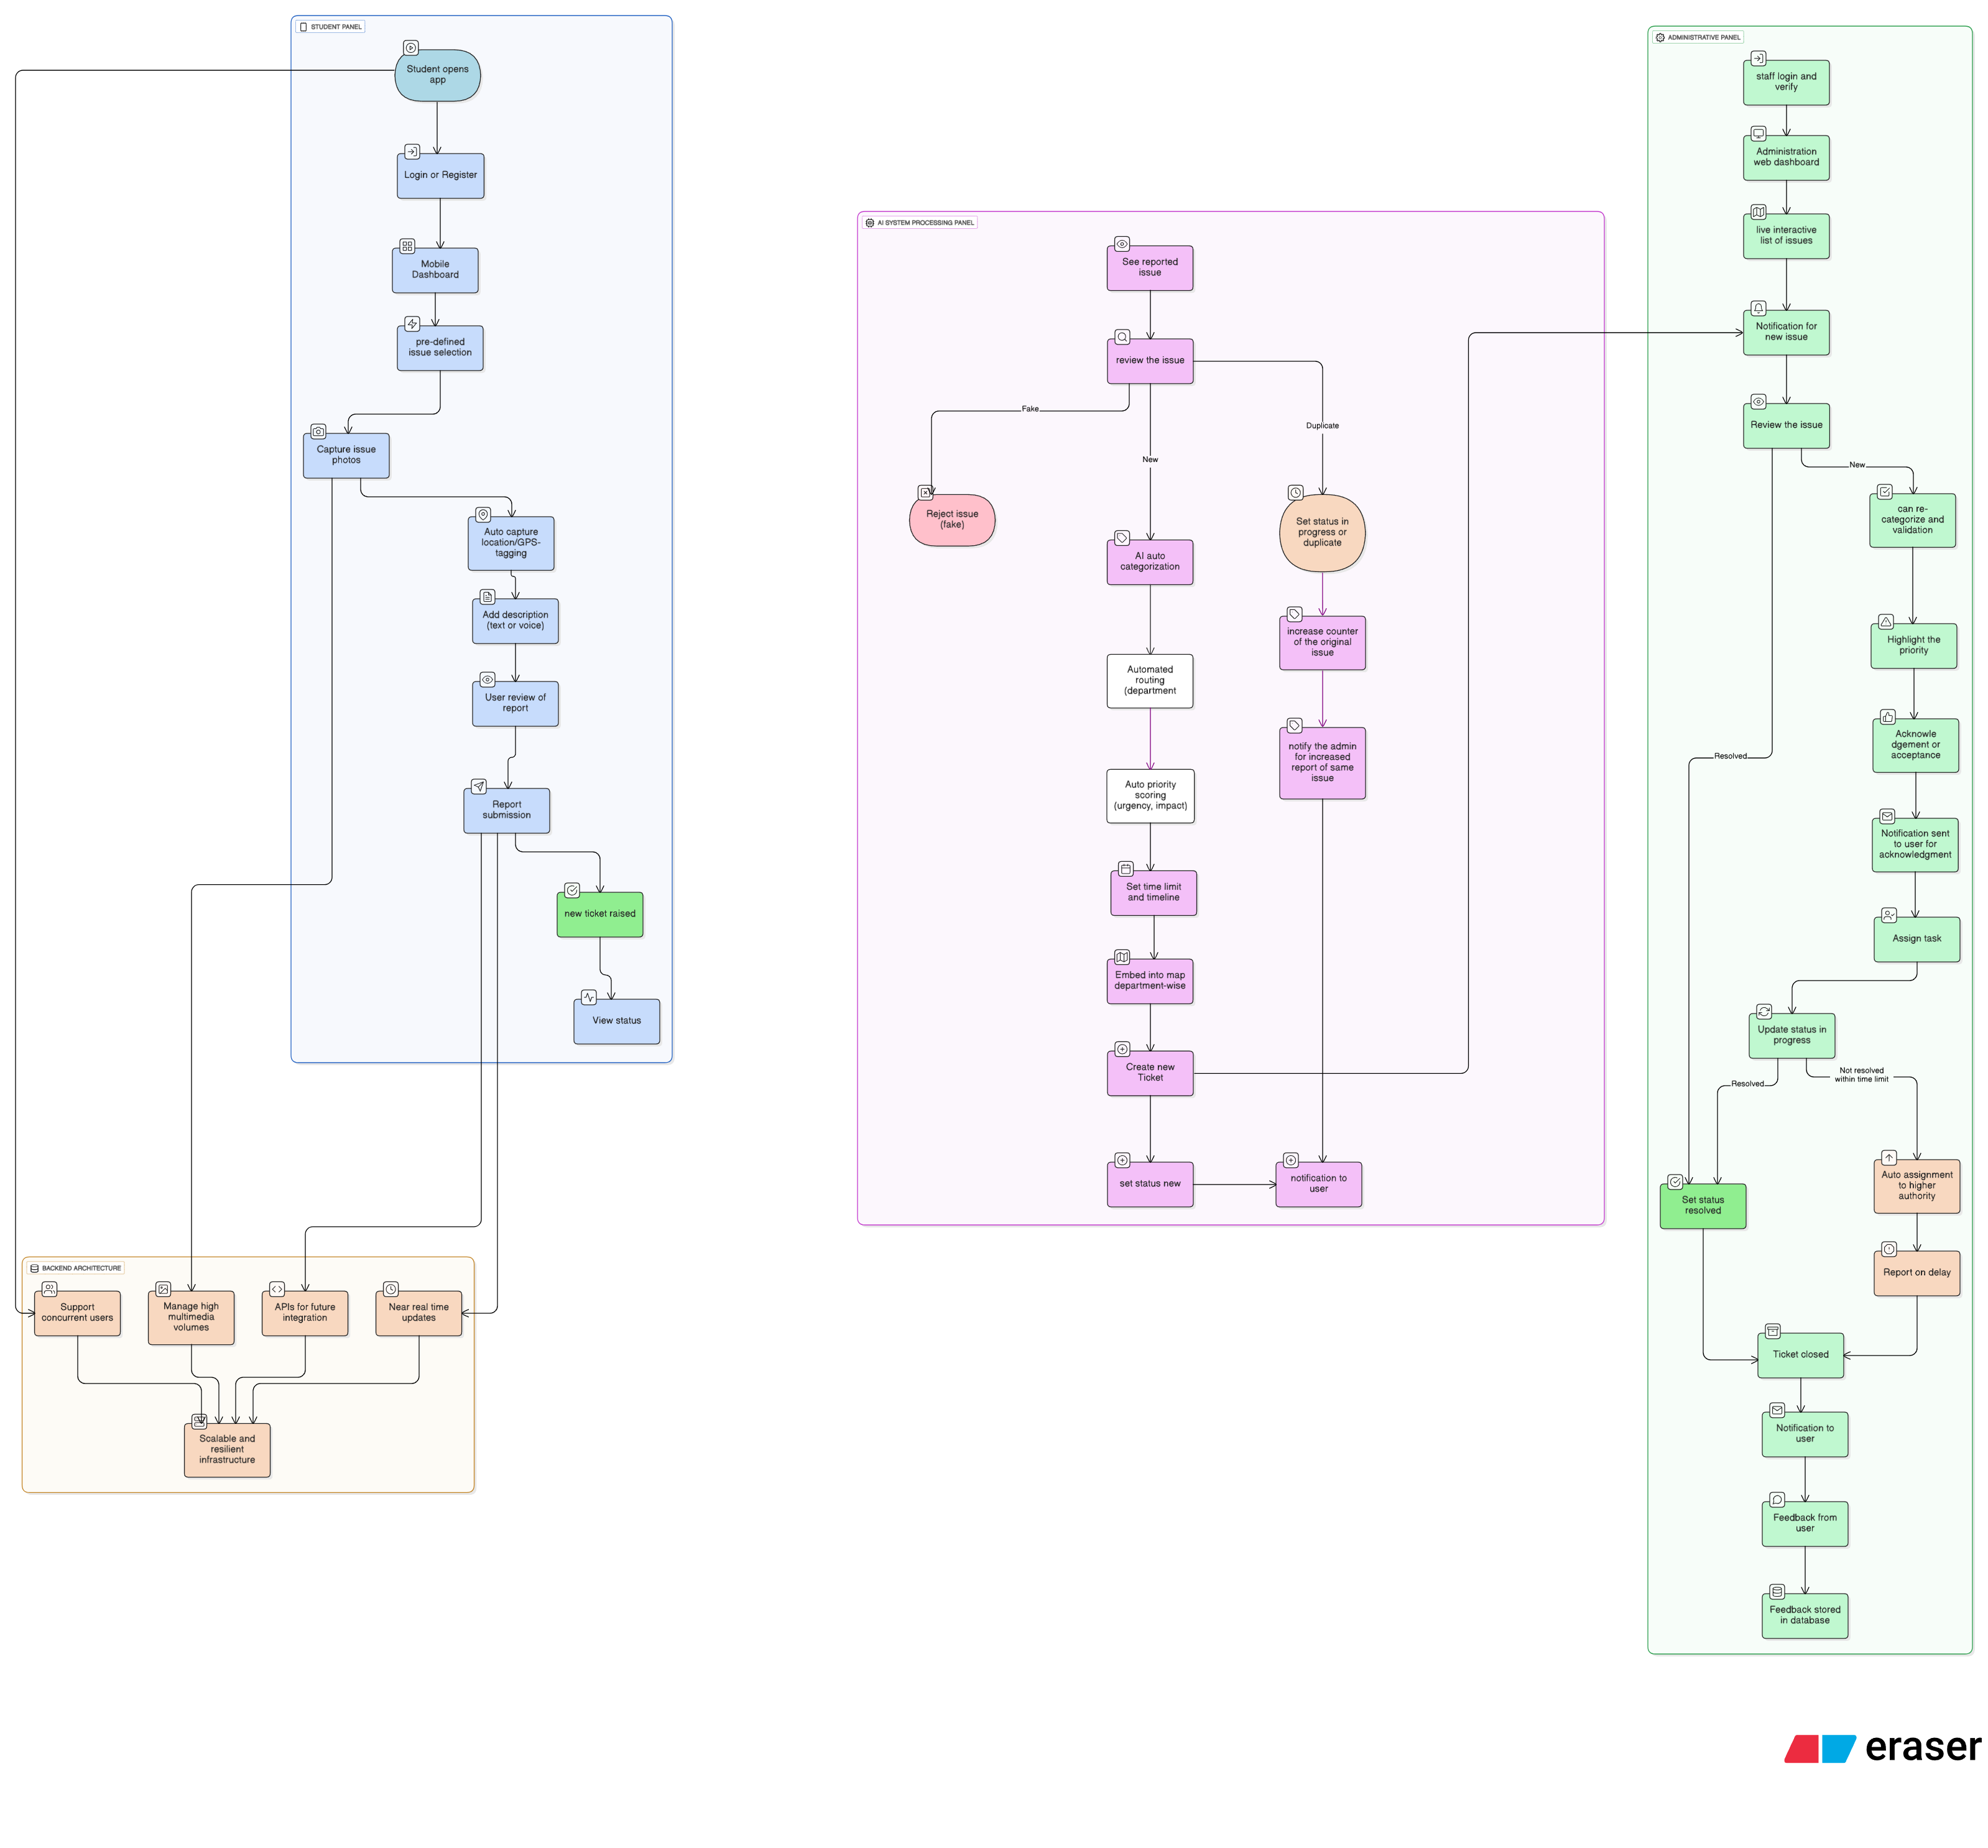 STUDENT PANEL
Student opens
app
Login or Register
Mobile
Dashboard
pre-defined
issue selection
Capture issue
photos
Auto capture
location/GPS-
tagging
Add description
(text or voice)
User review of
report
Report
submission
new ticket raised
View status
BACKEND ARCHITECTURE
Support
concurrent users
Manage high
multimedia
volumes
APIs for future
integration
Near real time
updates
Scalable and
resilient
infrastructure
AI SYSTEM PROCESSING PANEL
See reported
issue
review the issue
Fake
Duplicate
New
Reject issue
(fake)
Set status in
progress or
duplicate
AI auto
categorization
increase counter
of the original
issue
Automated
routing
(department
notify the admin
for increased
report of same
issue
Auto priority
scoring
(urgency, impact)
Set time limit
and timeline
Embed into map
department-wise
Create new
Ticket
set status new
notification to
user
ADMINISTRATIVE PANEL
staff login and
verify
Administration
web dashboard
live interactive
list of issues
Notification for
new issue
Review the issue
New
can re-
categorize and
validation
Highlight the
priority
Acknowle
dgement or
acceptance
Resolved
Notification sent
to user for
acknowledgment
Assign task
Update status in
progress
Resolved
Not resolved
within time limit
Set status
resolved
Auto assignment
to higher
authority
Report on delay
Ticket closed
Notification to
user
Feedback from
user
Feedback stored
in database
eraser